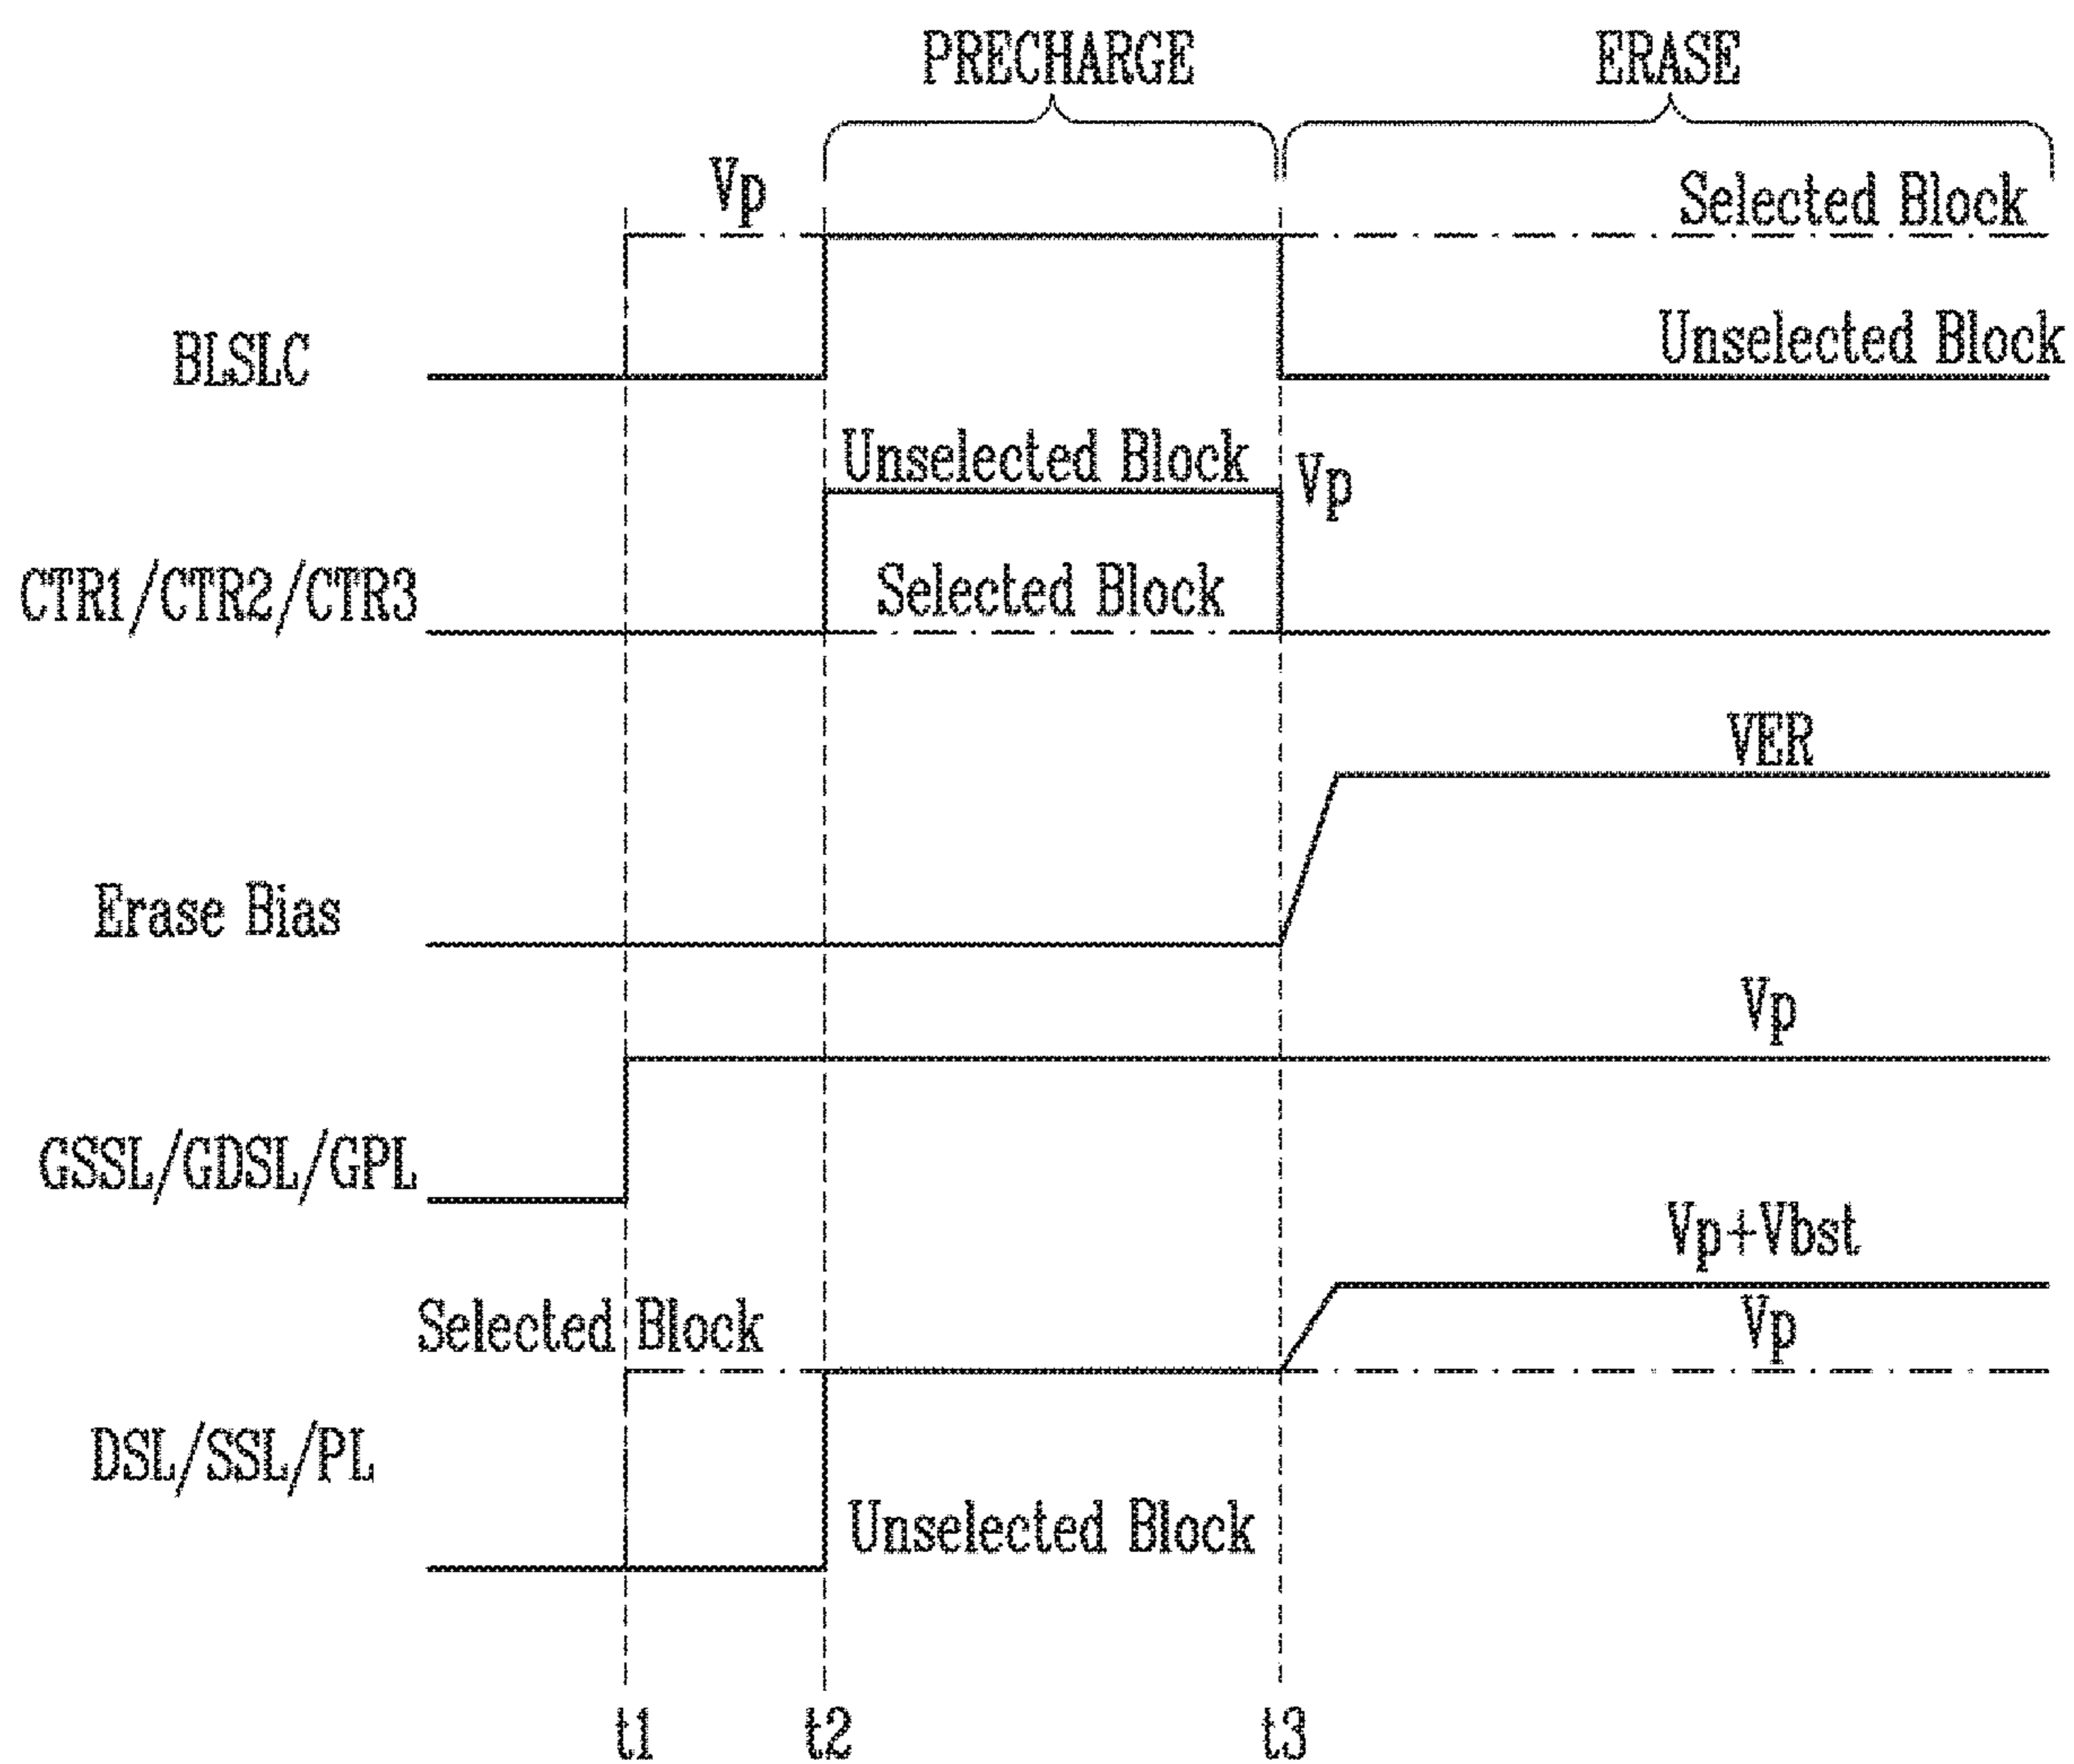 PRECHARGE
ERASE
Vp
Selected Block
BLSLC
Unselected Block
Unselected Block
Vp
CTR1/CTR2/CTR3
Selected Block
VER
Erase Bias
Vp
GSSL/GDSL/GPL
Vp+Vbst
Selected Block
Vp
DSL/SSL/PL
Unselected Block
t1
t2
t3